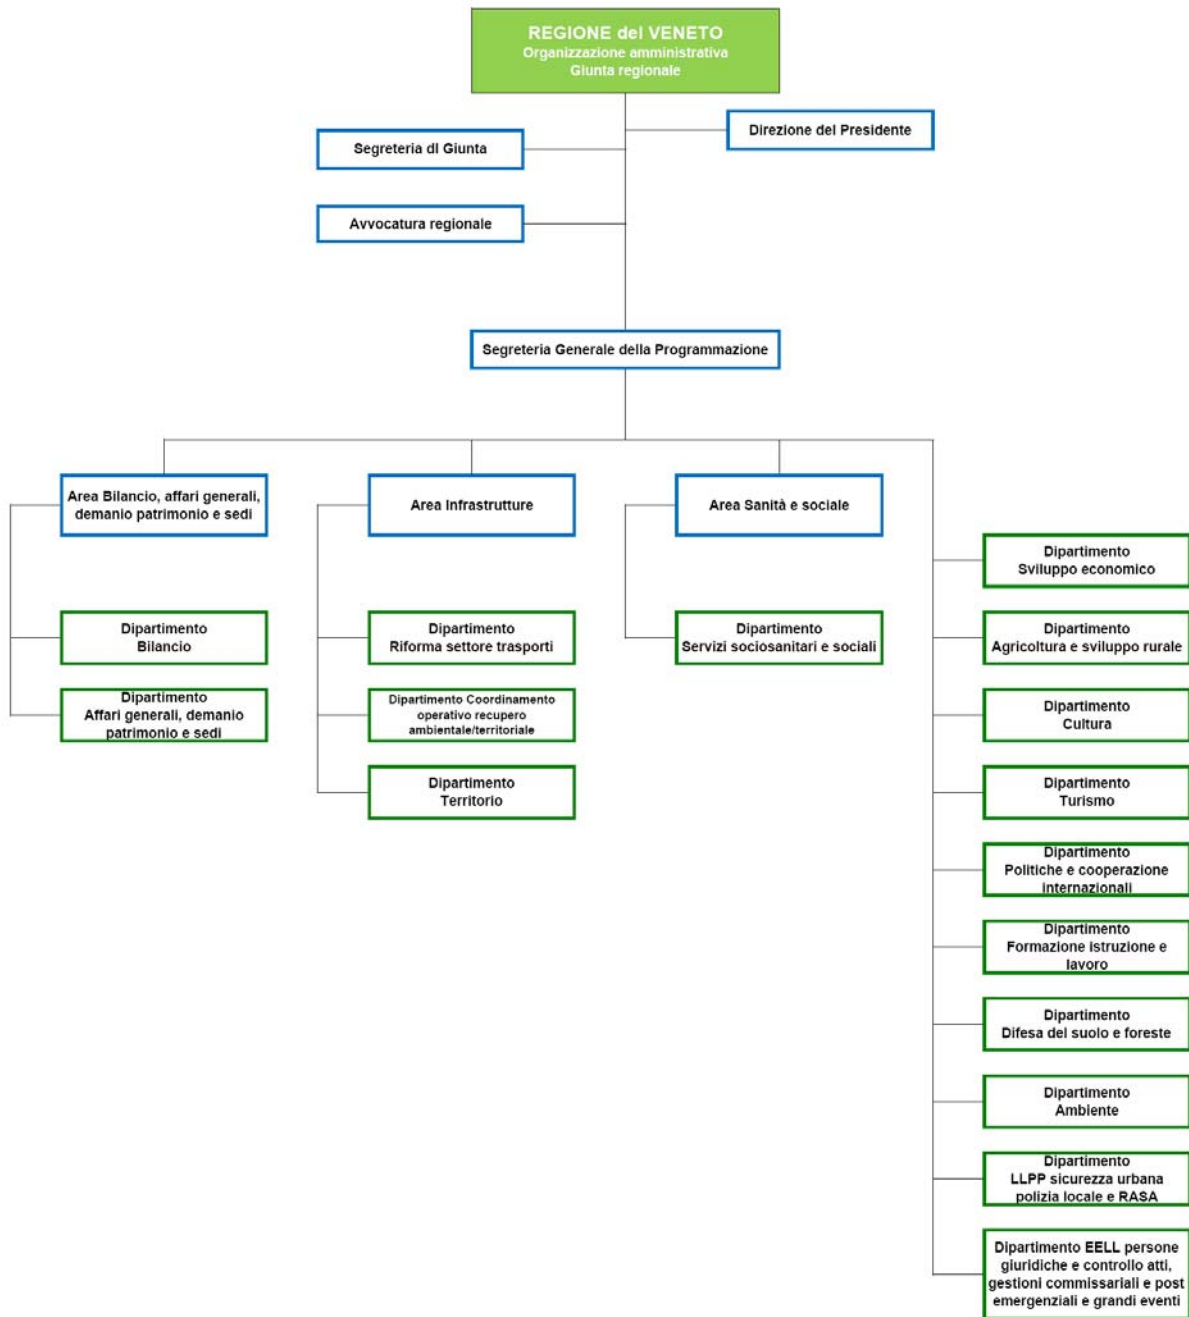 REGIONE del VENETO
Organizzazione amministrativa
Giunta regionale
Direzione del Presidente
Segreteria di Giunta
Avvocatura regionale
Segreteria Generale della Programmazione
Area Bilancio, affari generali,
demanio patrimonio e sedi
Area Infrastrutture
Area Sanità e sociale
Dipartimento
Bilancio
Dipartimento
Affari generali, demanio
patrimonio e sedi
Dipartimento
Riforma settore trasporti
Dipartimento Coordinamento
operativo recupero
ambientale/territoriale
Dipartimento
Territorio
Dipartimento
Servizi sociosanitari e sociali
Dipartimento
Sviluppo economico
Dipartimento
Agricoltura e sviluppo rurale
Dipartimento
Cultura
Dipartimento
Turismo
Dipartimento
Politiche e cooperazione
internazionali
Dipartimento
Formazione istruzione e
lavoro
Dipartimento
Difesa del suolo e foreste
Dipartimento
Ambiente
Dipartimento
LLPP sicurezza urbana
polizia locale e RASA
Dipartimento EELL persone
giuridiche e controllo atti,
gestioni commissariali e post
emergenziali e grandi eventi